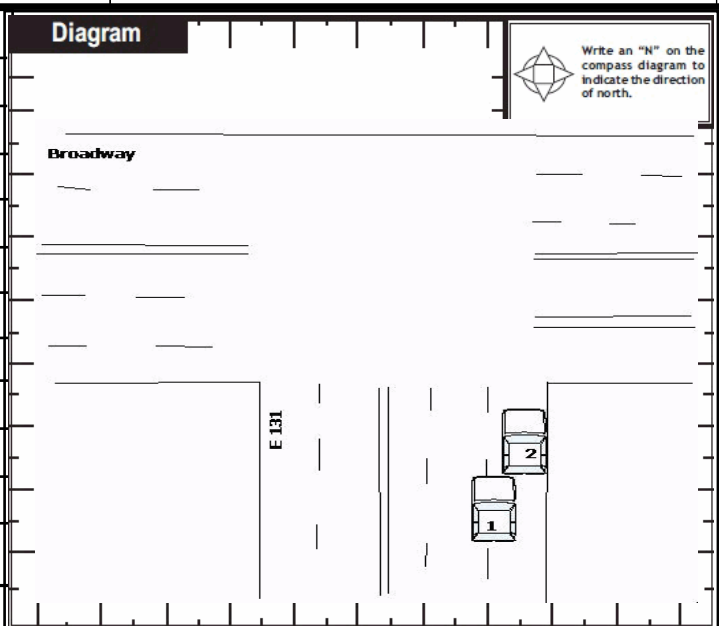 Diagram
Write an "N" on the
compass diagram to
indicate the direction
of north.
Broadway
E 131
2
1